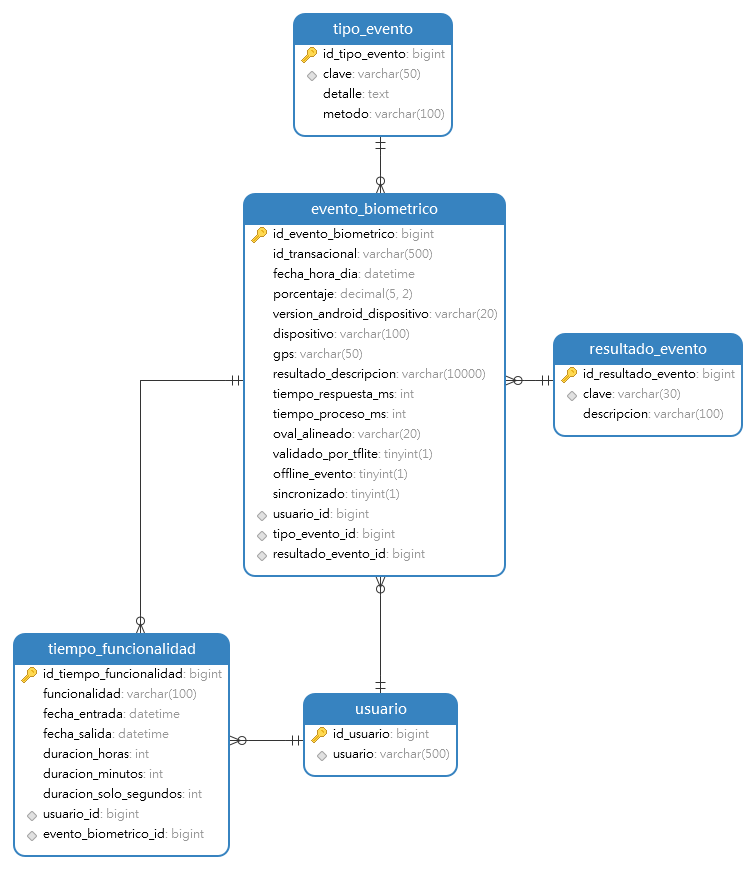 tipo_evento
id_tipo_evento: bigint
clave: varchar(50)
detalle: text
metodo: varchar(100)
evento_biometrico
id_evento_biometrico: bigint
id_transacional: varchar(500)
fecha_hora_dia: datetime
porcentaje: decimal(5, 2)
version_android_dispositivo: varchar(20)
dispositivo: varchar(100)
gps: varchar(50)
resultado_descripcion: varchar(10000)
tiempo_respuesta_ms: int
tiempo_proceso_ms: int
oval_alineado: varchar(20)
validado_por_tflite: tinyint(1)
offline_evento: tinyint(1)
sincronizado: tinyint(1)
usuario_id: bigint
tipo_evento_id: bigint
resultado_evento_id: bigint
resultado_evento
id_resultado_evento: bigint
clave: varchar(30)
descripcion: varchar(100)
tiempo_funcionalidad
id_tiempo_funcionalidad: bigint
funcionalidad: varchar(100)
fecha_entrada: datetime
fecha_salida: datetime
duracion_horas: int
duracion_minutos: int
duracion_solo_segundos: int
usuario_id: bigint
evento_biometrico_id: bigint
usuario
id_usuario: bigint
usuario: varchar(500)